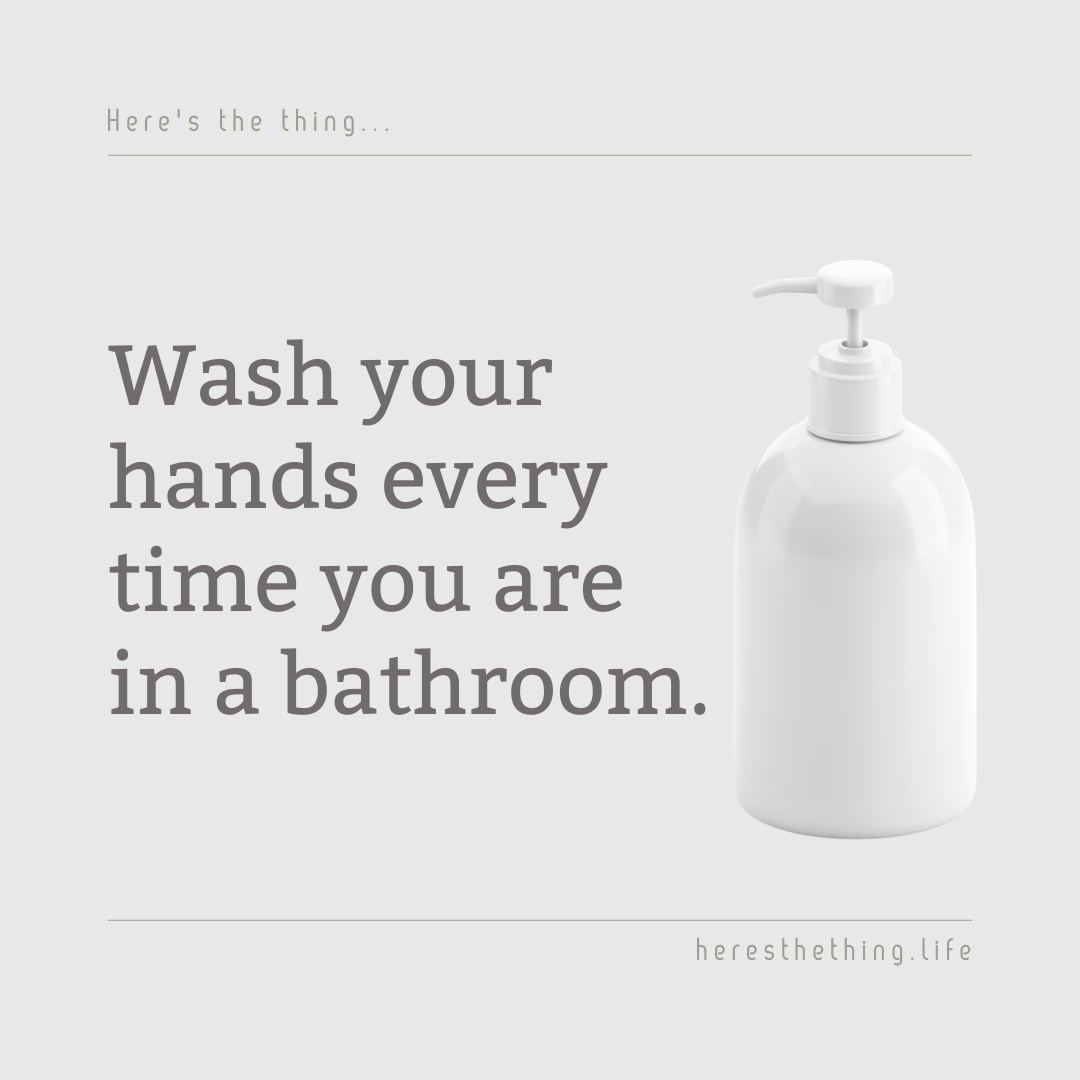 Here's the thing...
Wash your
hands every
time you are
in a bathroom.
heresthething.life